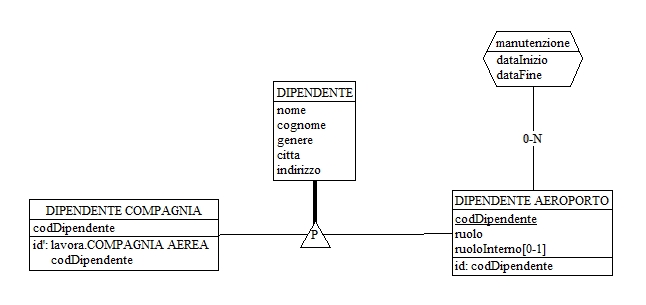 manutenzione
dataInizio
dataFine
DIPENDENTE
nome
cognome
genere
citta
indirizzo
0-N
DIPENDENTE COMPAGNIA
codDipendente
id': lavora.COMPAGNIA AEREA
codDipendente
P
DIPENDENTE AEROPORTO
codDipendente
ruolo
ruoloInterno[0-1]
id: codDipendente